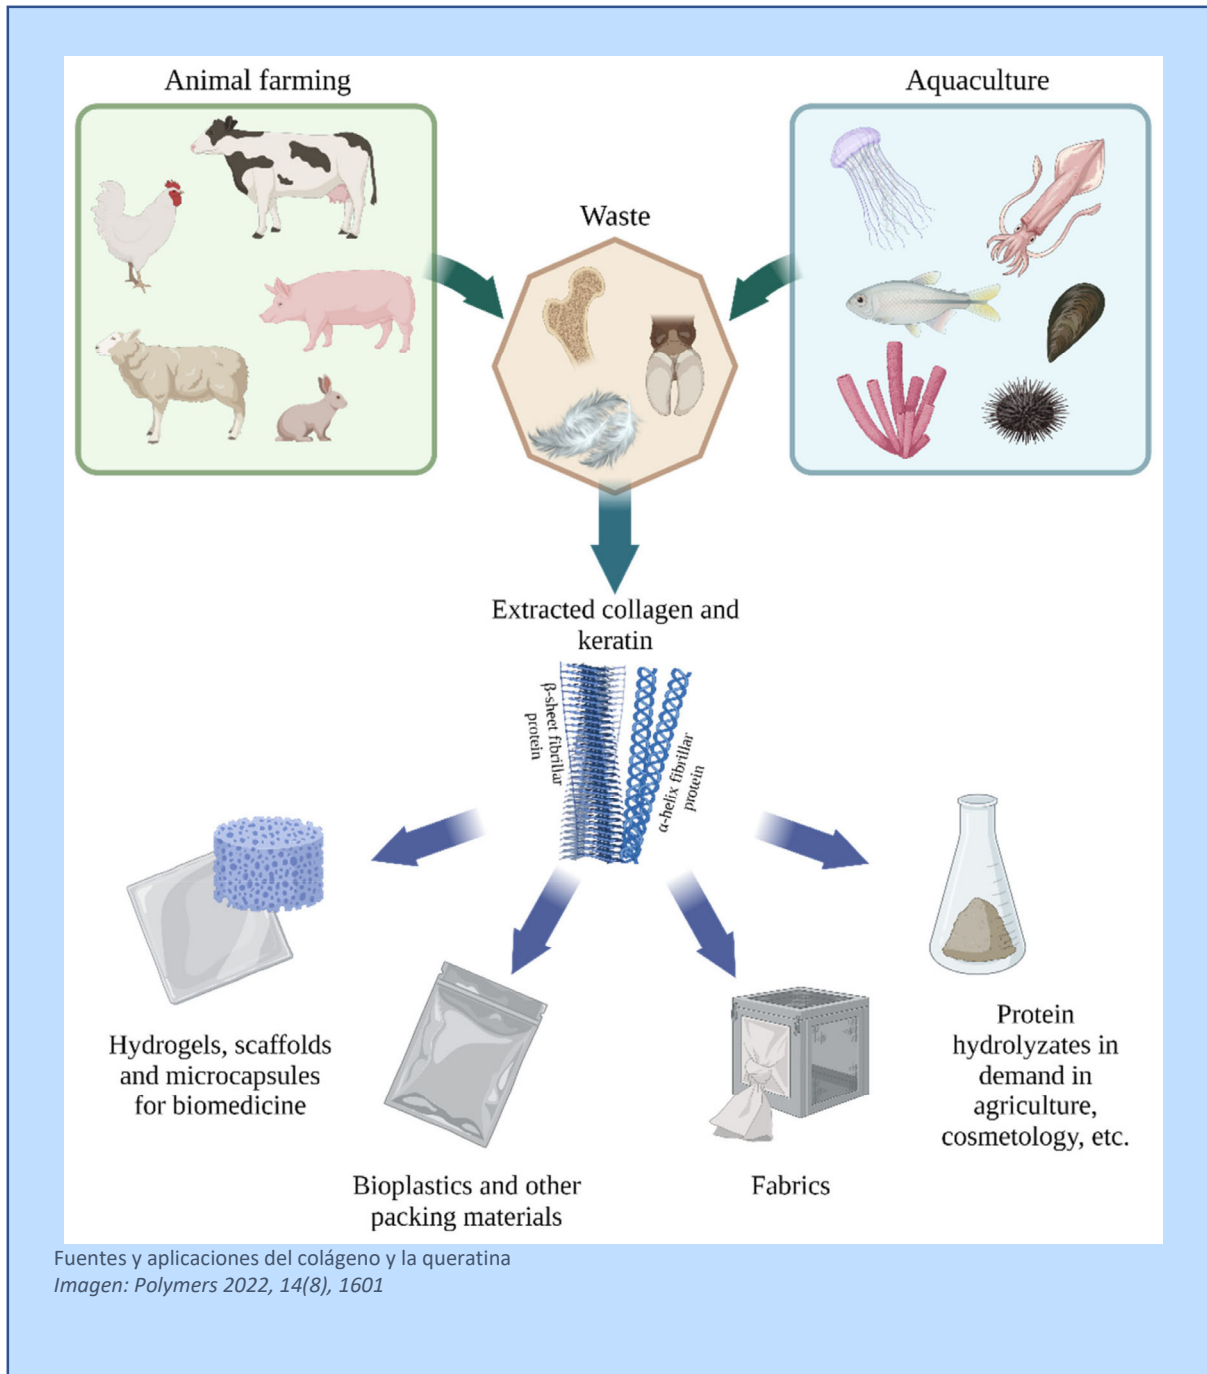 Animal farming
Aquaculture
Waste
Extracted collagen and
keratin
β-sheet fibrillar
protein
α-helix fibrillar
protein
Hydrogels, scaffolds
and microcapsules
for biomedicine
Bioplastics and other
packing materials
Fabrics
Protein
hydrolyzates in
demand in
agriculture,
cosmetology, etc.
Fuentes y aplicaciones del colágeno y la queratina
Imagen: Polymers 2022, 14(8), 1601